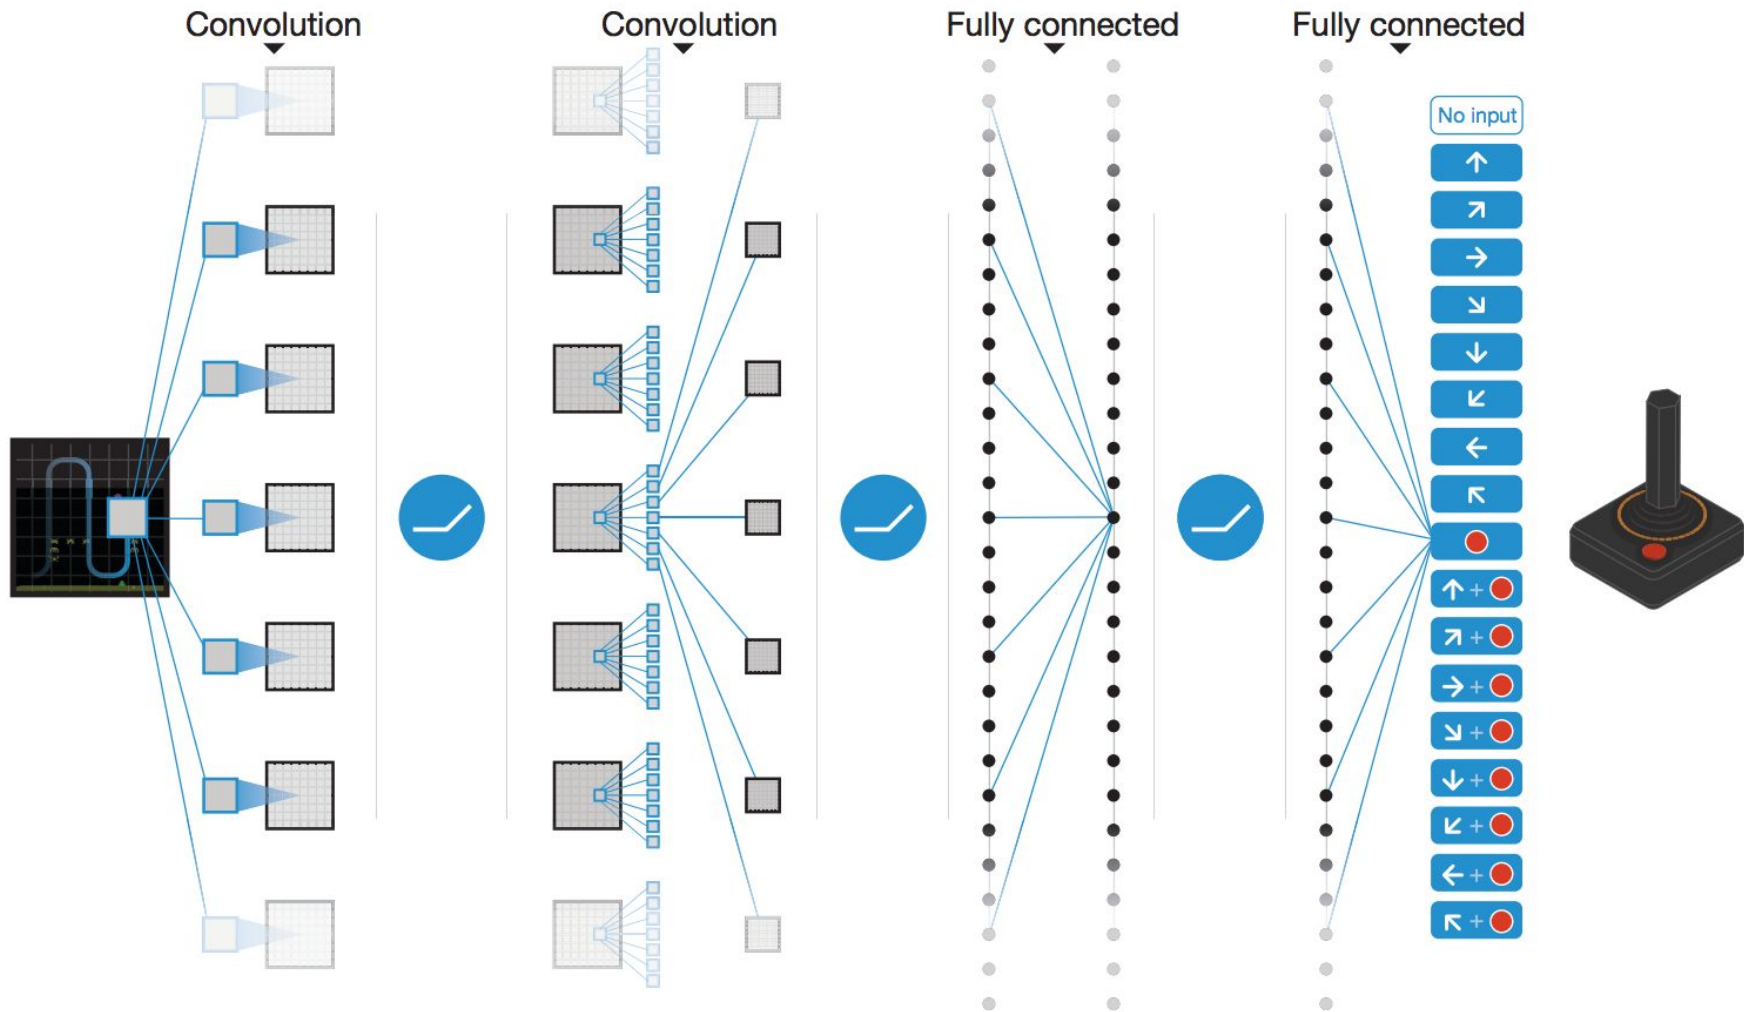 Convolution
Convolution
Fully connected
Fully connected
No input
+
+
+
+
+
+
+
+